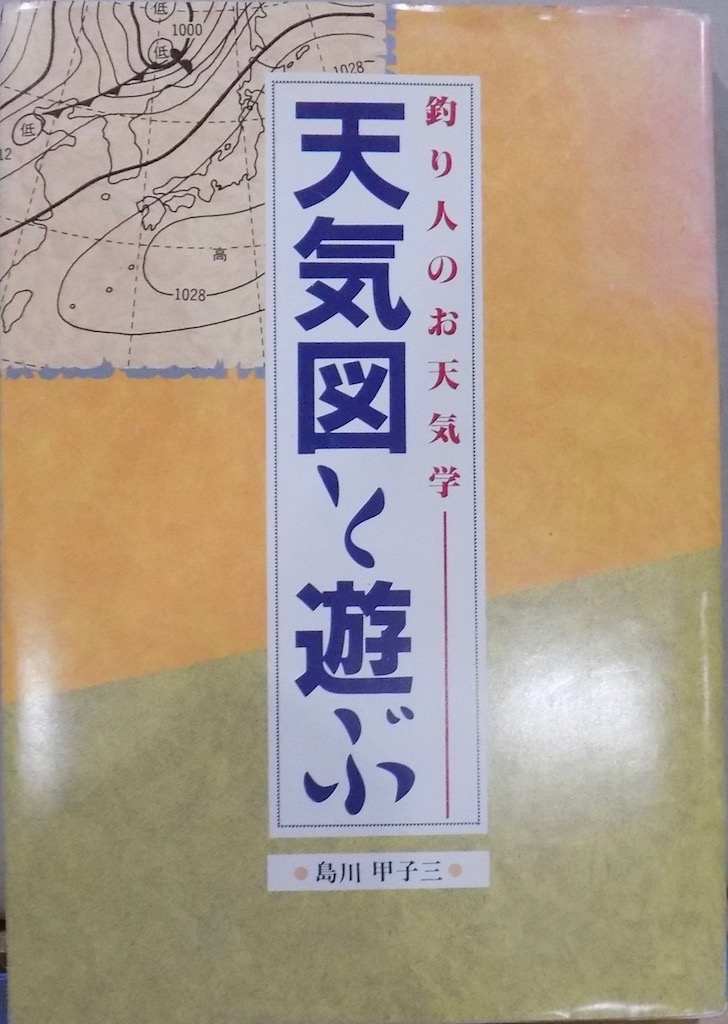 釣り人のお天気学
天気図と遊ぶ
島川 甲子三
低
1000
低
1028
低
12
高
1028